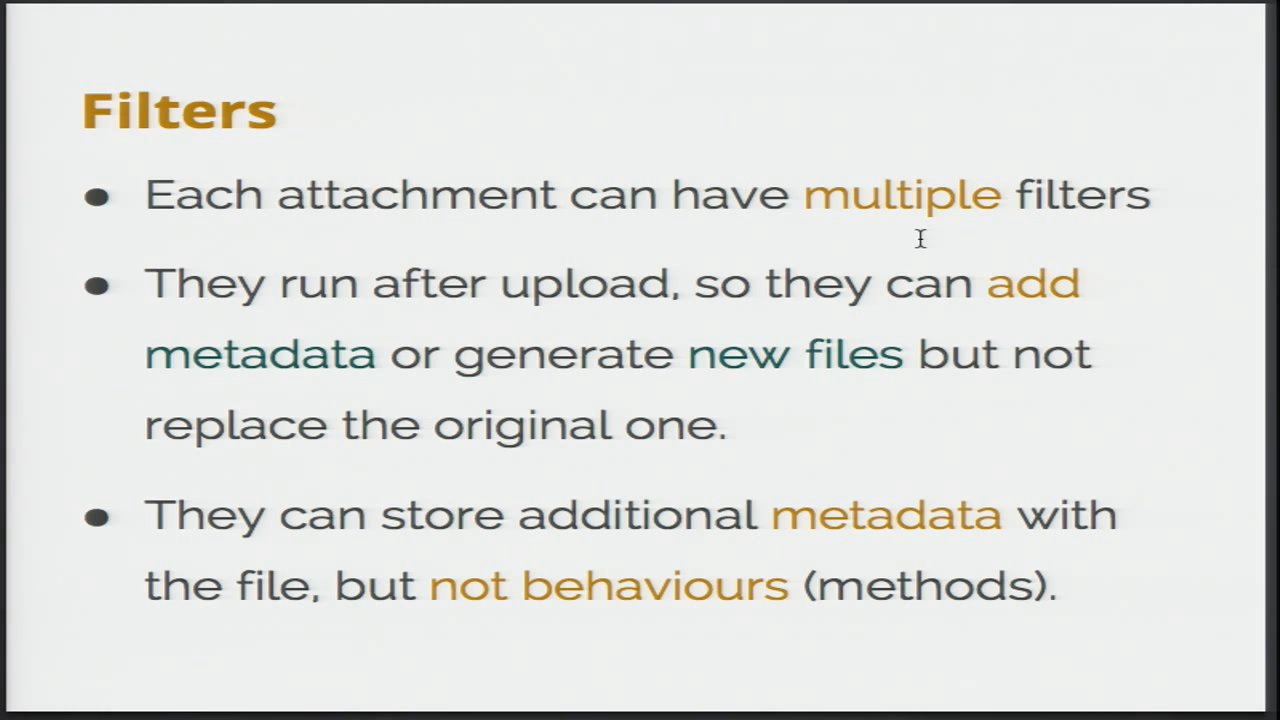 Filters
● Each attachment can have multiple filters
● They run after upload, so they can add
metadata or generate new files but not
replace the original one.
● They can store additional metadata with
the file, but not behaviours (methods).